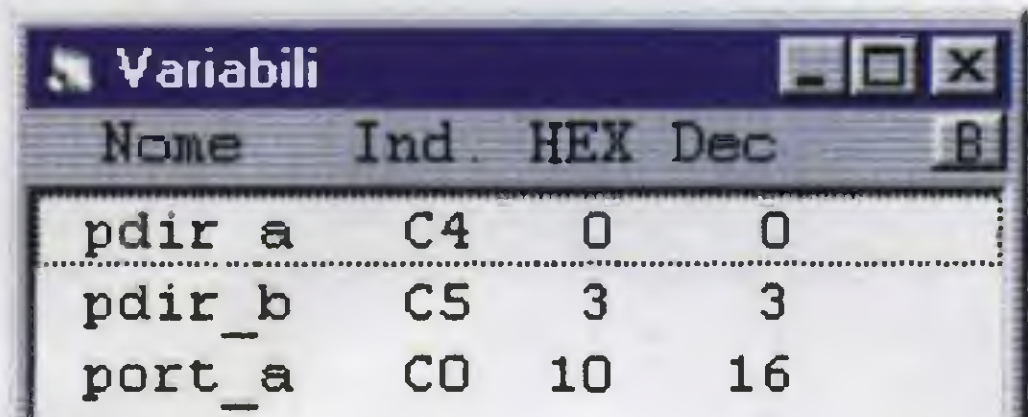 Variabili
Nome Ind. HEX Dec B
pdir_a C4 0 0
pdir_b C5 3 3
port_a C0 10 16